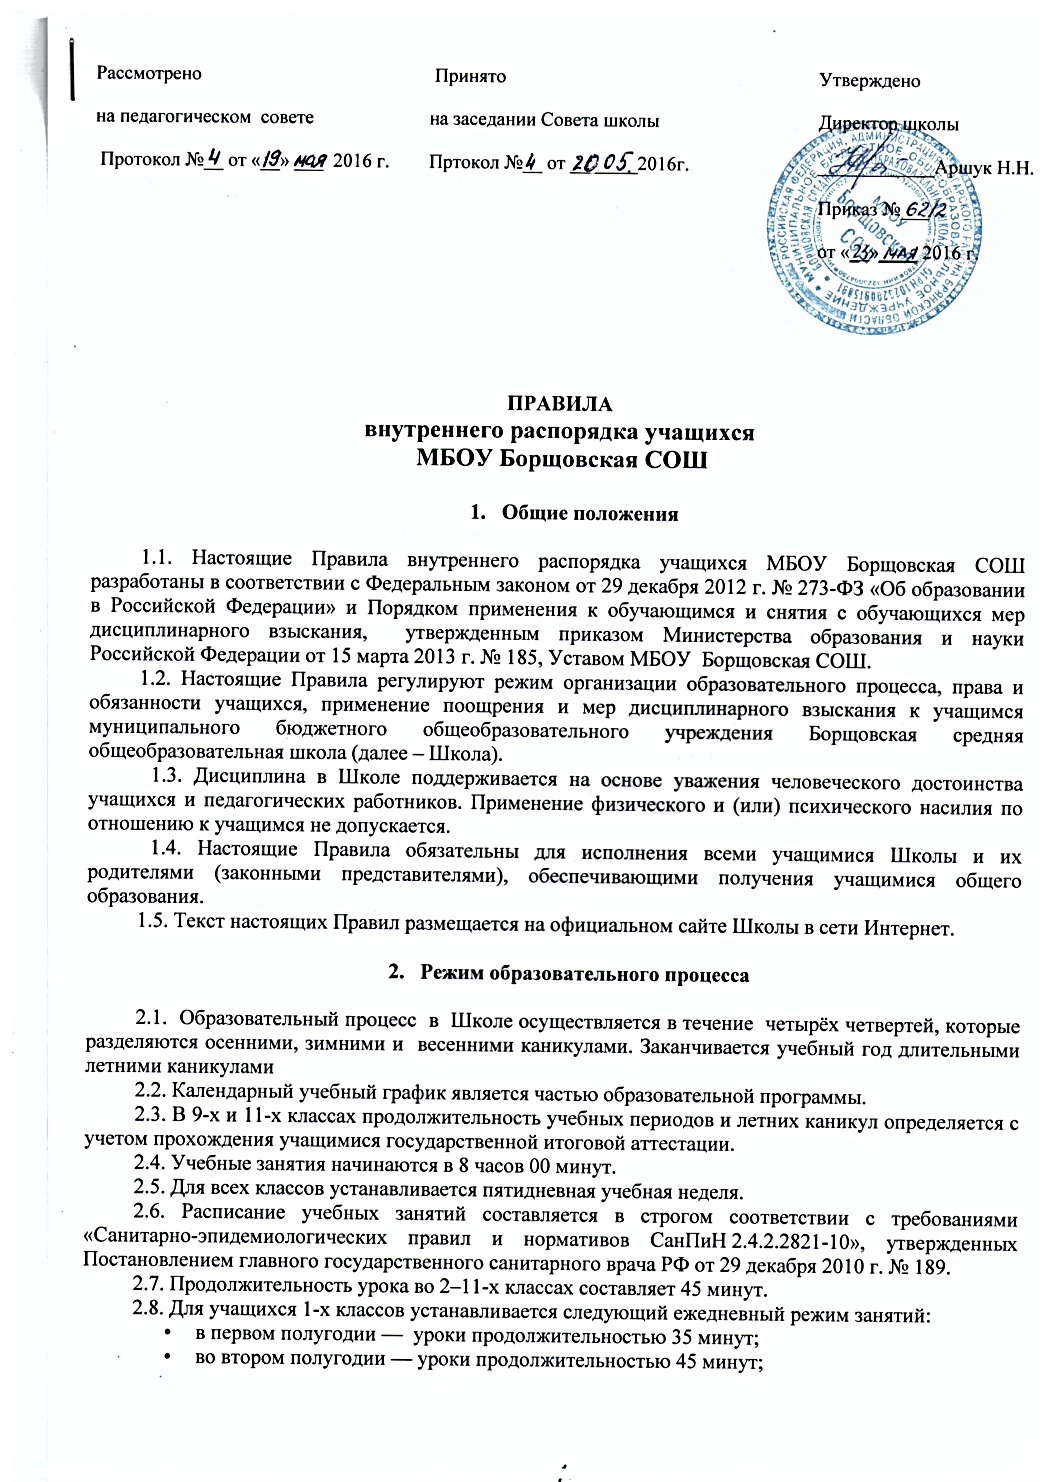 Рассмотрено
на педагогическом  совете
Протокол № 4 от «19» мая 2016 г.
Принято
на заседании Совета школы
Пртокол № 4 от 20.05.2016г.
Утверждено
Директор школы
Аршук Н.Н.
Приказ № 62/2
от «23» мая 2016 г.
МБОУ
БОРЩОВСКАЯ
СОШ
ПРАВИЛА
внутреннего распорядка учащихся
МБОУ Борщовская СОШ
1. Общие положения
1.1. Настоящие Правила внутреннего распорядка учащихся МБОУ Борщовская СОШ
разработаны в соответствии с Федеральным законом от 29 декабря 2012 г. № 273-ФЗ «Об образовании
в Российской Федерации» и Порядком применения к обучающимся и снятия с обучающихся мер
дисциплинарного взыскания, утвержденным приказом Министерства образования и науки
Российской Федерации от 15 марта 2013 г. № 185, Уставом МБОУ Борщовская СОШ.
1.2. Настоящие Правила регулируют режим организации образовательного процесса, права и
обязанности учащихся, применение поощрения и мер дисциплинарного взыскания к учащимся
муниципального бюджетного общеобразовательного учреждения Борщовская средняя
общеобразовательная школа (далее – Школа).
1.3. Дисциплина в Школе поддерживается на основе уважения человеческого достоинства
учащихся и педагогических работников. Применение физического и (или) психического насилия по
отношению к учащимся не допускается.
1.4. Настоящие Правила обязательны для исполнения всеми учащимися Школы и их
родителями (законными представителями), обеспечивающими получения учащимися общего
образования.
1.5. Текст настоящих Правил размещается на официальном сайте Школы в сети Интернет.
2. Режим образовательного процесса
2.1. Образовательный процесс в Школе осуществляется в течение четырёх четвертей, которые
разделяются осенними, зимними и весенними каникулами. Заканчивается учебный год длительными
летними каникулами
2.2. Календарный учебный график является частью образовательной программы.
2.3. В 9-х и 11-х классах продолжительность учебных периодов и летних каникул определяется с
учетом прохождения учащимися государственной итоговой аттестации.
2.4. Учебные занятия начинаются в 8 часов 00 минут.
2.5. Для всех классов устанавливается пятидневная учебная неделя.
2.6. Расписание учебных занятий составляется в строгом соответствии с требованиями
«Санитарно-эпидемиологических правил и нормативов СанПиН 2.4.2.2821-10», утвержденных
Постановлением главного государственного санитарного врача РФ от 29 декабря 2010 г. № 189.
2.7. Продолжительность урока во 2–11-х классах составляет 45 минут.
2.8. Для учащихся 1-х классов устанавливается следующий ежедневный режим занятий:
• в первом полугодии — уроки продолжительностью 35 минут;
• во втором полугодии — уроки продолжительностью 45 минут;